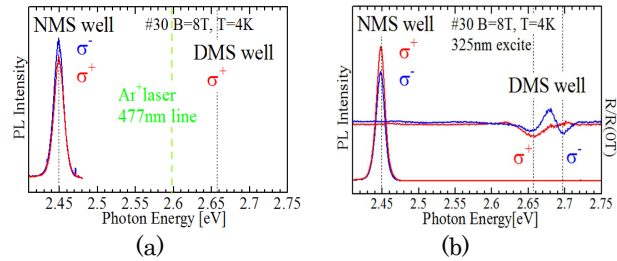 #30 B=8T, T=4K
NMS well
σ-
σ+
DMS well
σ+
Ar+laser
477nm line
PL Intensity
2.45 2.5 2.55 2.6 2.65 2.7 2.75
Photon Energy [eV]
(a)
#30 B=8T, T=4K
325nm excite
NMS well
σ+
σ-
DMS well
σ+
σ-
PL Intensity
R/R(0T)
2.45 2.5 2.55 2.6 2.65 2.7 2.75
Photon Energy[eV]
(b)